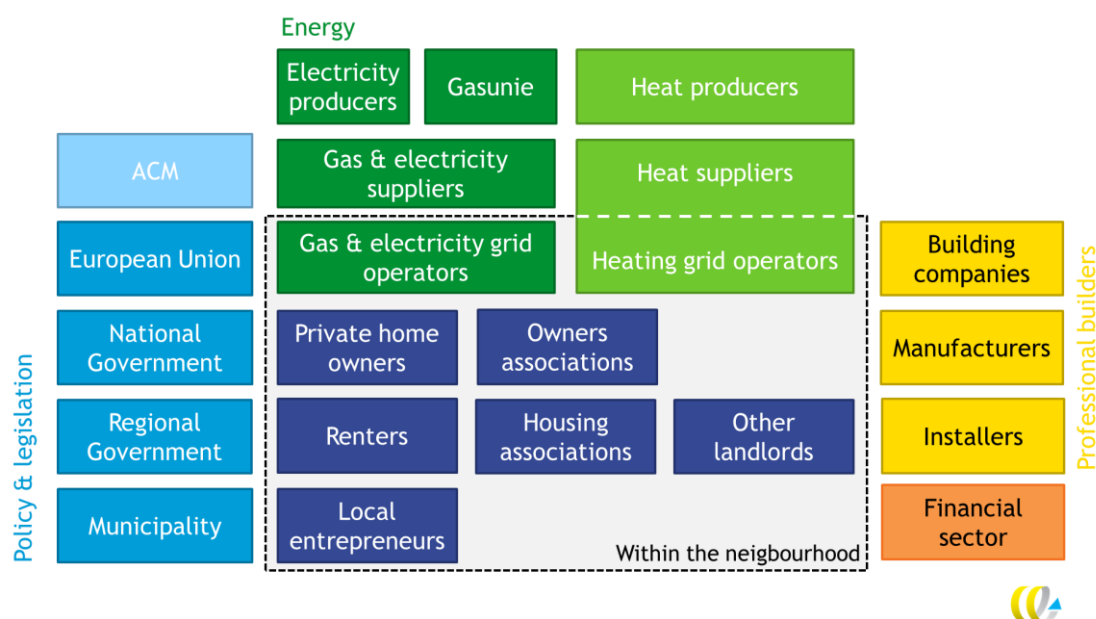 Energy
Electricity
producers
Gasunie
Heat producers
ACM
Gas & electricity
suppliers
Heat suppliers
European Union
Gas & electricity grid
operators
Heating grid operators
Building
companies
National
Government
Private home
owners
Owners
associations
Manufacturers
Regional
Government
Renters
Housing
associations
Other
landlords
Installers
Municipality
Local
entrepreneurs
Financial
sector
Within the neigbourhood
Policy & legislation
Professional builders